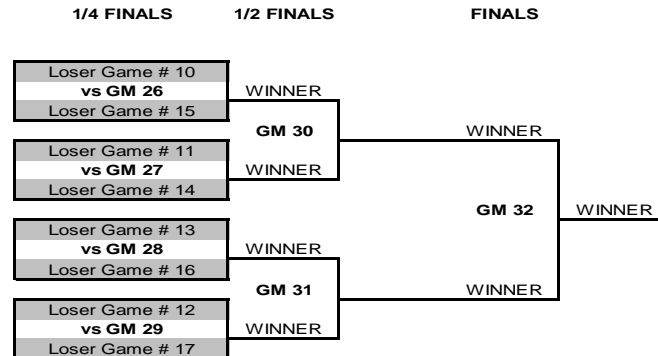 1/4 FINALS 1/2 FINALS FINALS
Loser Game # 10
vs GM 26 WINNER
Loser Game # 15
GM 30 WINNER
Loser Game # 11
vs GM 27 WINNER
Loser Game # 14
GM 32 WINNER
Loser Game # 13
vs GM 28 WINNER
Loser Game # 16
GM 31 WINNER
Loser Game # 12
vs GM 29 WINNER
Loser Game # 17